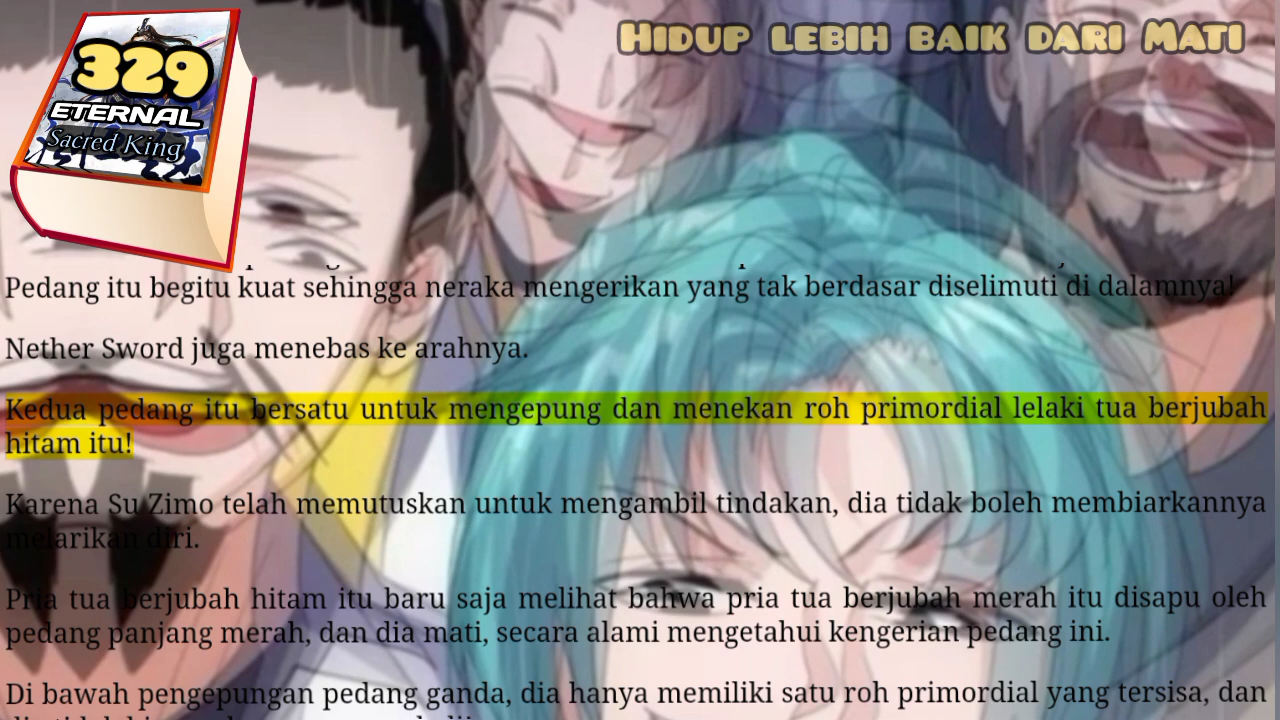 329
ETERNAL
Sacred King
HIDUP LEBIH BAIK DARI MATI
Pedang itu begitu kuat sehingga neraka mengerikan yang tak berdasar diselimuti di dalamnya!
Nether Sword juga menebas ke arahnya.
Kedua pedang itu bersatu untuk mengepung dan menekan roh primordial lelaki tua berjubah
hitam itu!
Karena Su Zimo telah memutuskan untuk mengambil tindakan, dia tidak boleh membiarkannya
melarikan diri.
Pria tua berjubah hitam itu baru saja melihat bahwa pria tua berjubah merah itu disapu oleh
pedang panjang merah, dan dia mati, secara alami mengetahui kengerian pedang ini.
Di bawah pengepungan pedang ganda, dia hanya memiliki satu roh primordial yang tersisa, dan